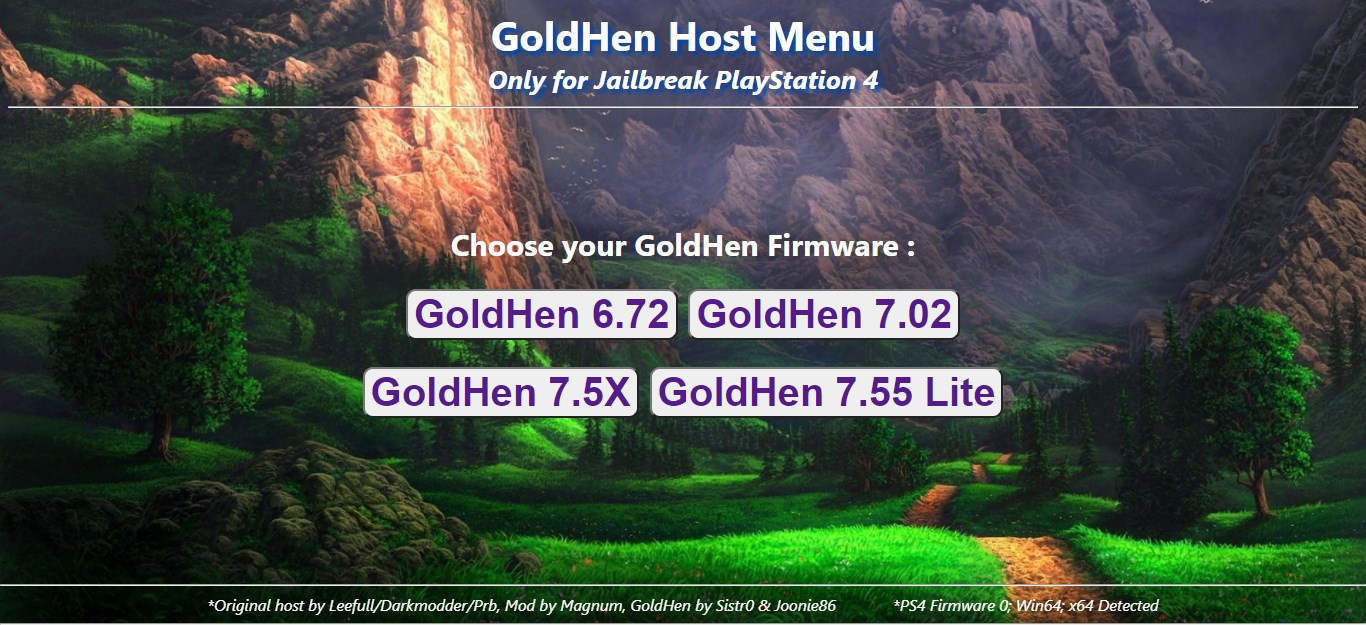 GoldHen Host Menu
Only for Jailbreak PlayStation 4
Choose your GoldHen Firmware :
GoldHen 6.72 GoldHen 7.02
GoldHen 7.5X GoldHen 7.55 Lite
*Original host by Leefull/Darkmodder/Prb, Mod by Magnum, GoldHen by Sistr0 & Joonie86 *PS4 Firmware 0; Win64; x64 Detected